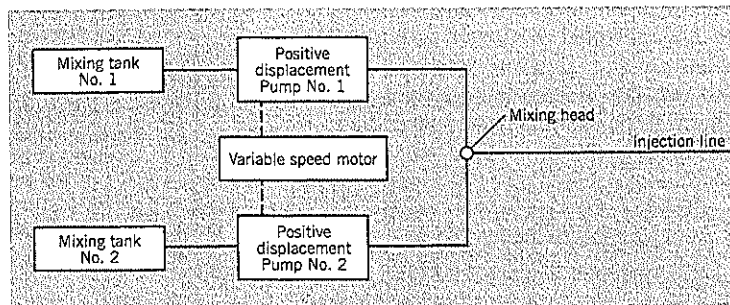 Mixing tank
No. 1
Positive
displacement
Pump No. 1
Mixing head
Injection line
Variable speed motor
Mixing tank
No. 2
Positive
displacement
Pump No. 2